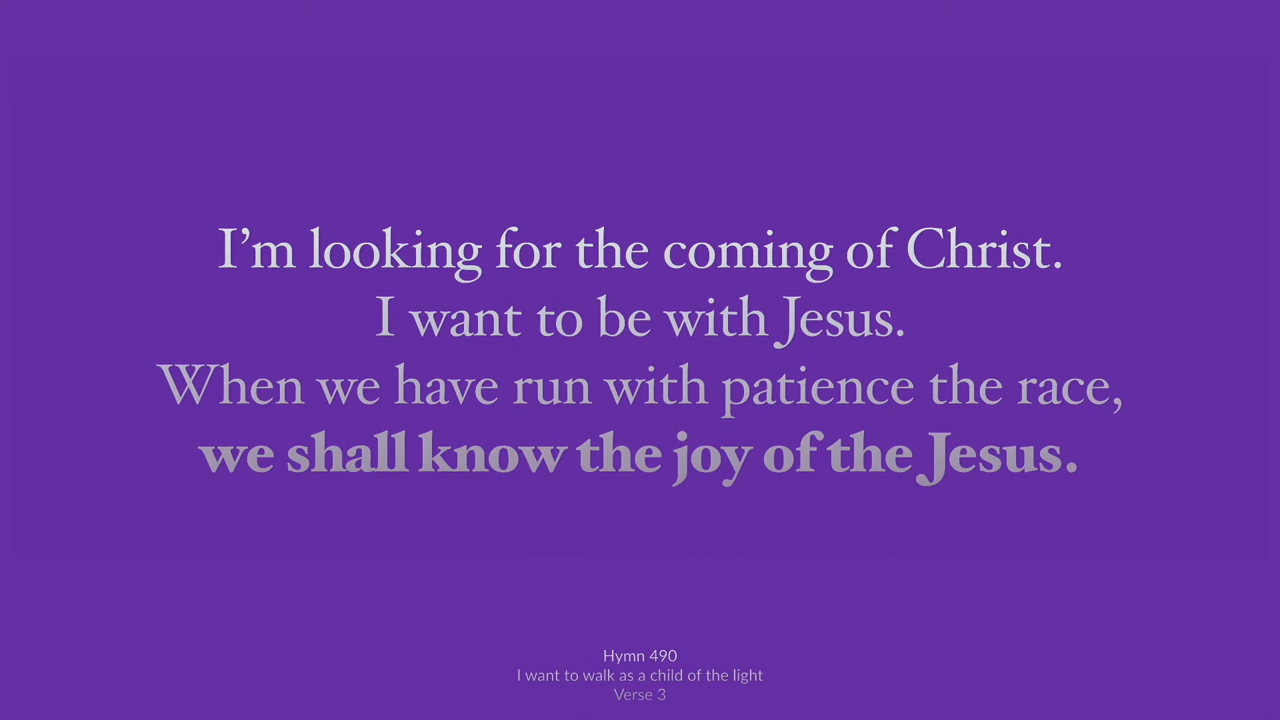 I’m looking for the coming of Christ.
I want to be with Jesus.
When we have run with patience the race,
we shall know the joy of the Jesus.
Hymn 490
I want to walk as a child of the light
Verse 3